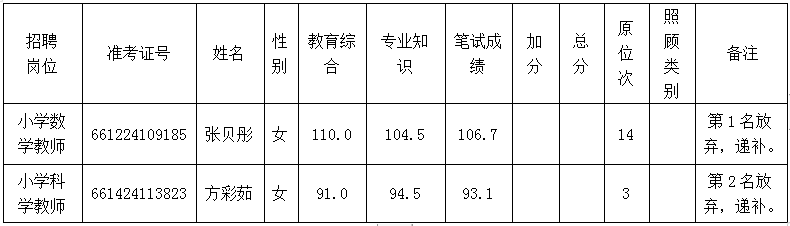 招聘岗位 准考证号 姓名 性别 教育综合 专业知识 笔试成绩 加分 总分 原位次 照顾类别 备注
小学数学教师 661224109185 张贝彤 女 110.0 104.5 106.7 14 第1名放弃，递补。
小学科学教师 661424113823 方彩茹 女 91.0 94.5 93.1 3 第2名放弃，递补。